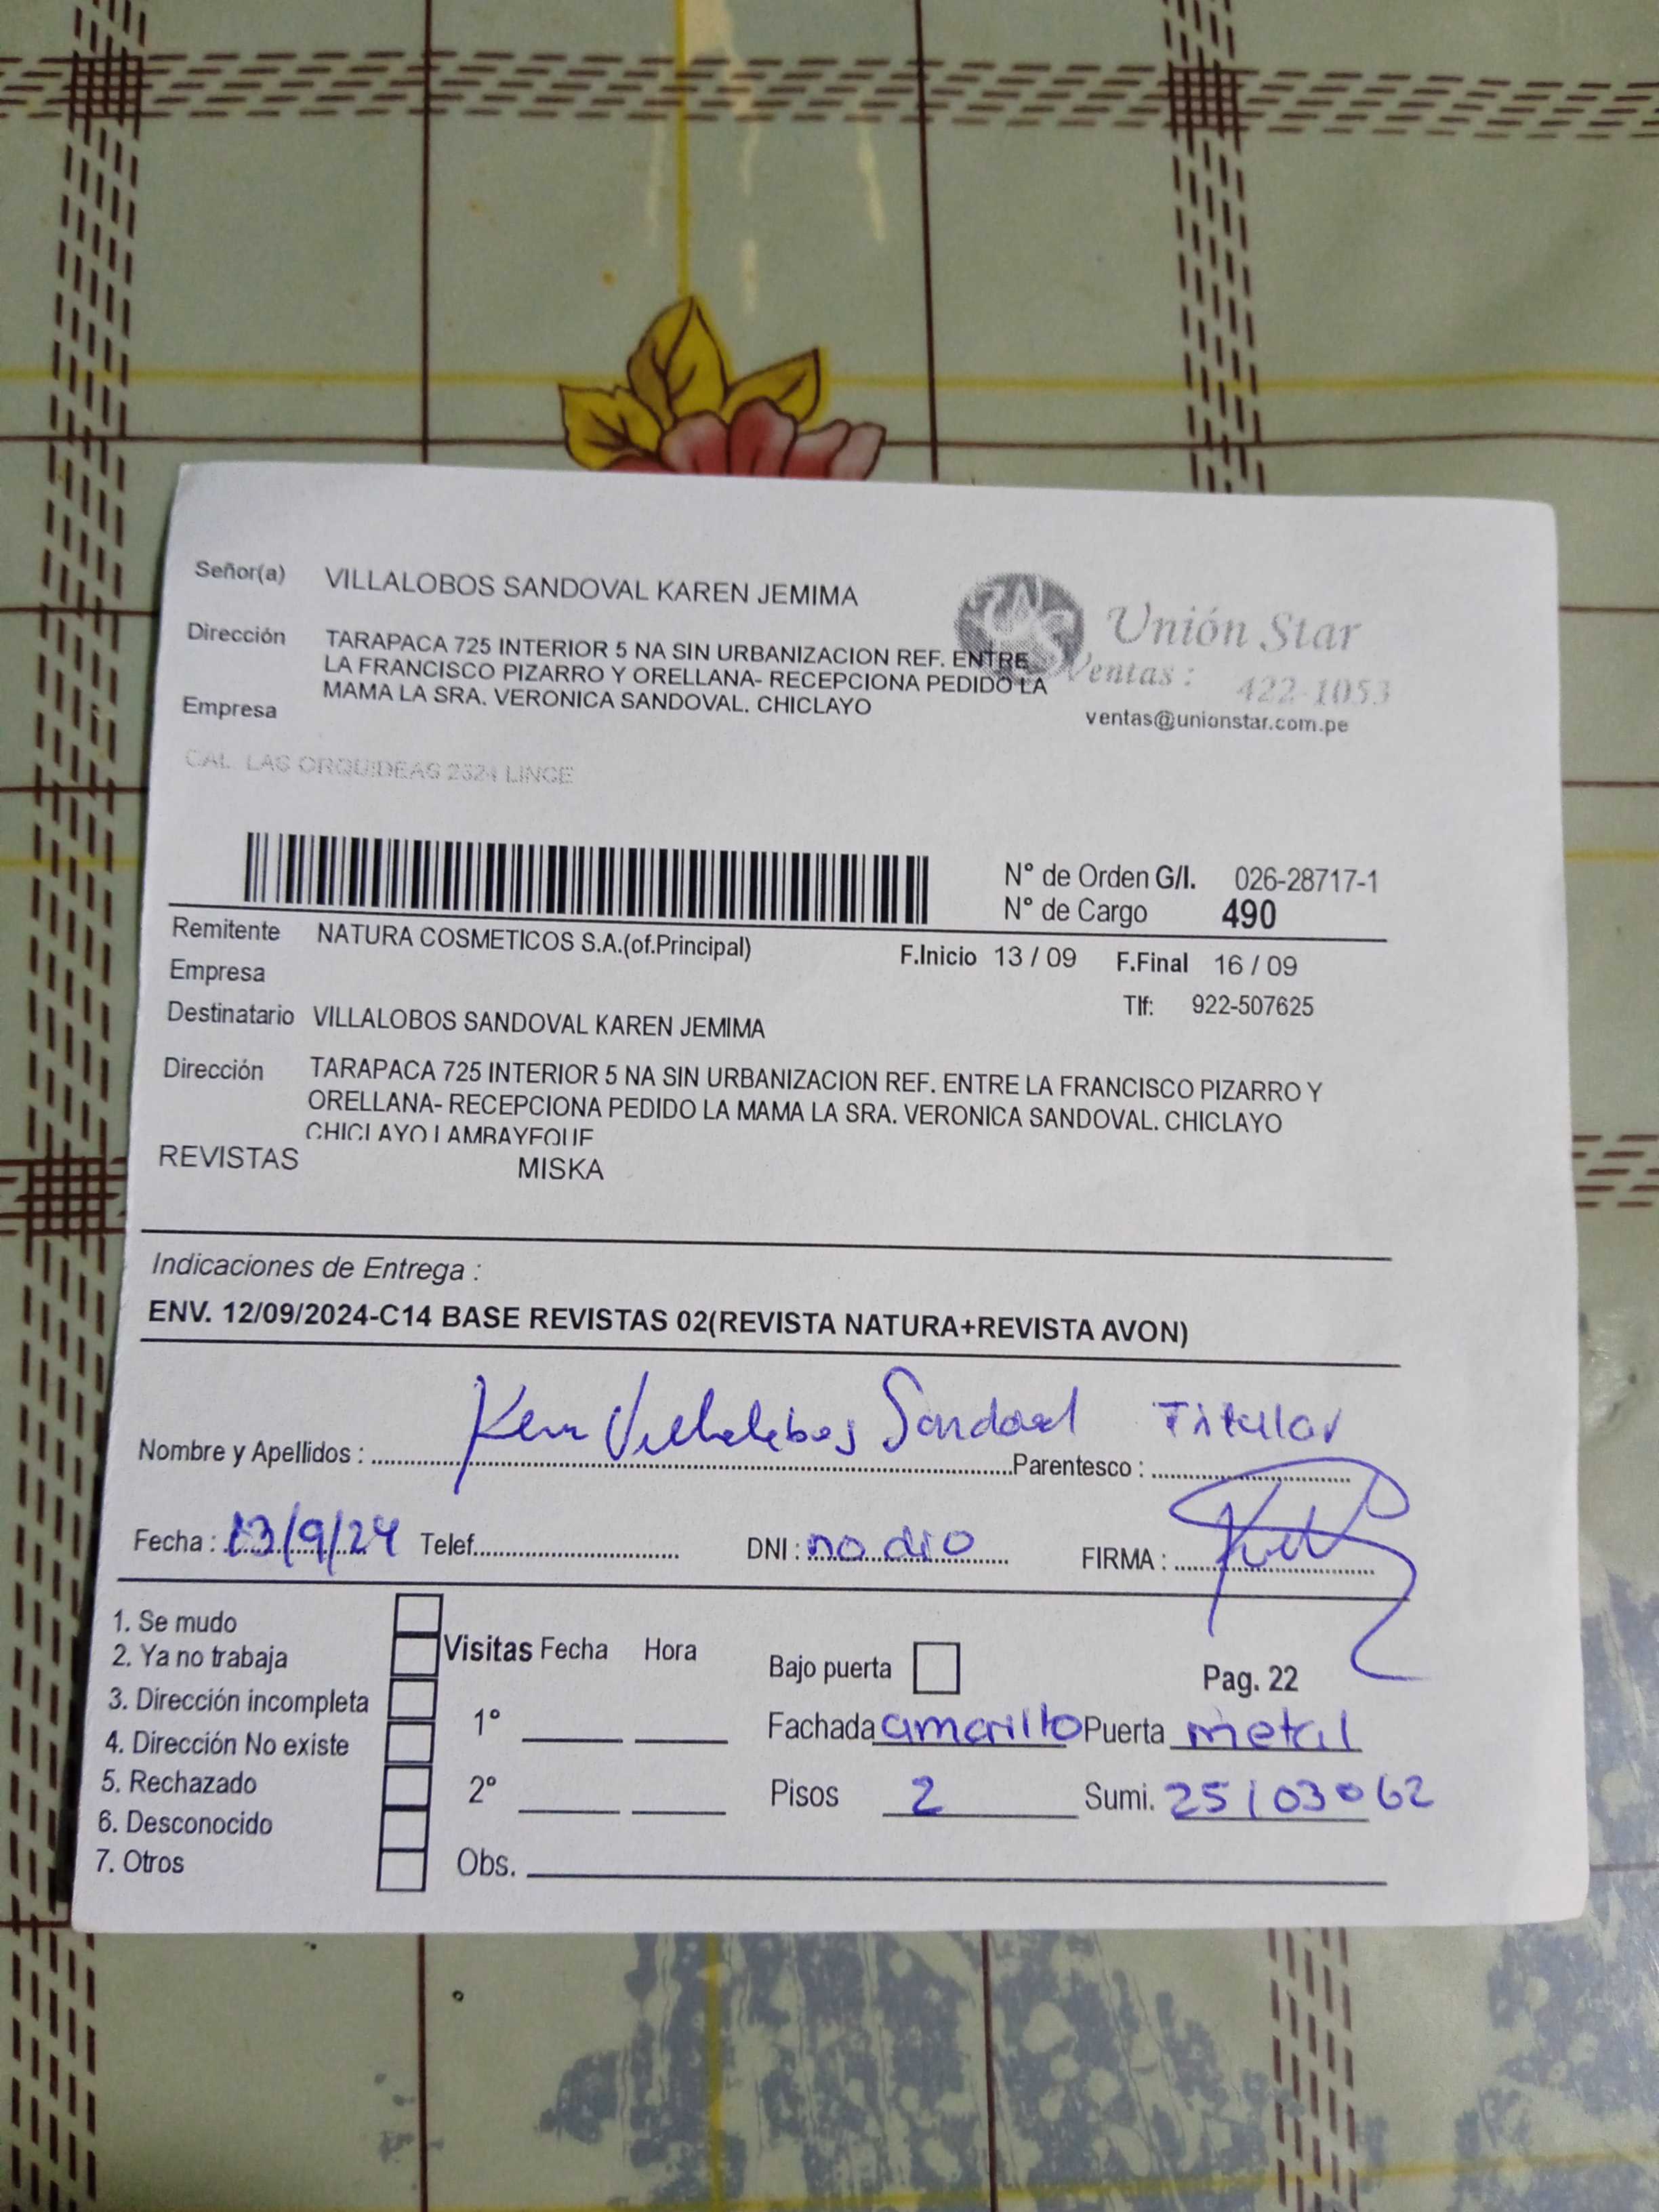 Señor(a) VILLALOBOS SANDOVAL KAREN JEMIMA
Unión Star
Ventas : 422-1053
ventas@unionstar.com.pe
Dirección TARAPACA 725 INTERIOR 5 NA SIN URBANIZACION REF. ENTRE
LA FRANCISCO PIZARRO Y ORELLANA- RECEPCIONA PEDIDO LA
MAMA LA SRA. VERONICA SANDOVAL. CHICLAYO
Empresa
CAL. LAS ORQUIDEAS 2324 LINCE
N° de Orden G/I. 026-28717-1
N° de Cargo 490
Remitente NATURA COSMETICOS S.A.(of.Principal) F.Inicio 13 / 09 F.Final 16 / 09
Empresa
Tlf: 922-507625
Destinatario VILLALOBOS SANDOVAL KAREN JEMIMA
Dirección TARAPACA 725 INTERIOR 5 NA SIN URBANIZACION REF. ENTRE LA FRANCISCO PIZARRO Y
ORELLANA- RECEPCIONA PEDIDO LA MAMA LA SRA. VERONICA SANDOVAL. CHICLAYO
CHICLAYO LAMBAYEQUE
REVISTAS MISKA
Indicaciones de Entrega :
ENV. 12/09/2024-C14 BASE REVISTAS 02(REVISTA NATURA+REVISTA AVON)
Nombre y Apellidos : Villalobos Sandoval Parentesco : Titular
Fecha : 13/9/24 Telef. DNI : no dio FIRMA :
1. Se mudo
2. Ya no trabaja
3. Dirección incompleta
4. Dirección No existe
5. Rechazado
6. Desconocido
7. Otros
Visitas Fecha Hora
1°
2°
Obs.
Bajo puerta Pag. 22
Fachada amarillo Puerta metal
Pisos 2 Sumi. 25103062